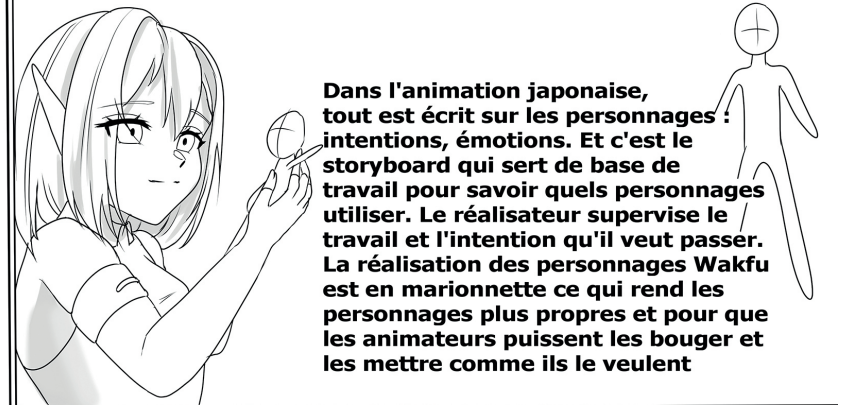 Dans l'animation japonaise,
tout est écrit sur les personnages :
intentions, émotions. Et c'est le
storyboard qui sert de base de
travail pour savoir quels personnages
utiliser. Le réalisateur supervise le
travail et l'intention qu'il veut passer.
La réalisation des personnages Wakfu
est en marionnette ce qui rend les
personnages plus propres et pour que
les animateurs puissent les bouger et
les mettre comme ils le veulent